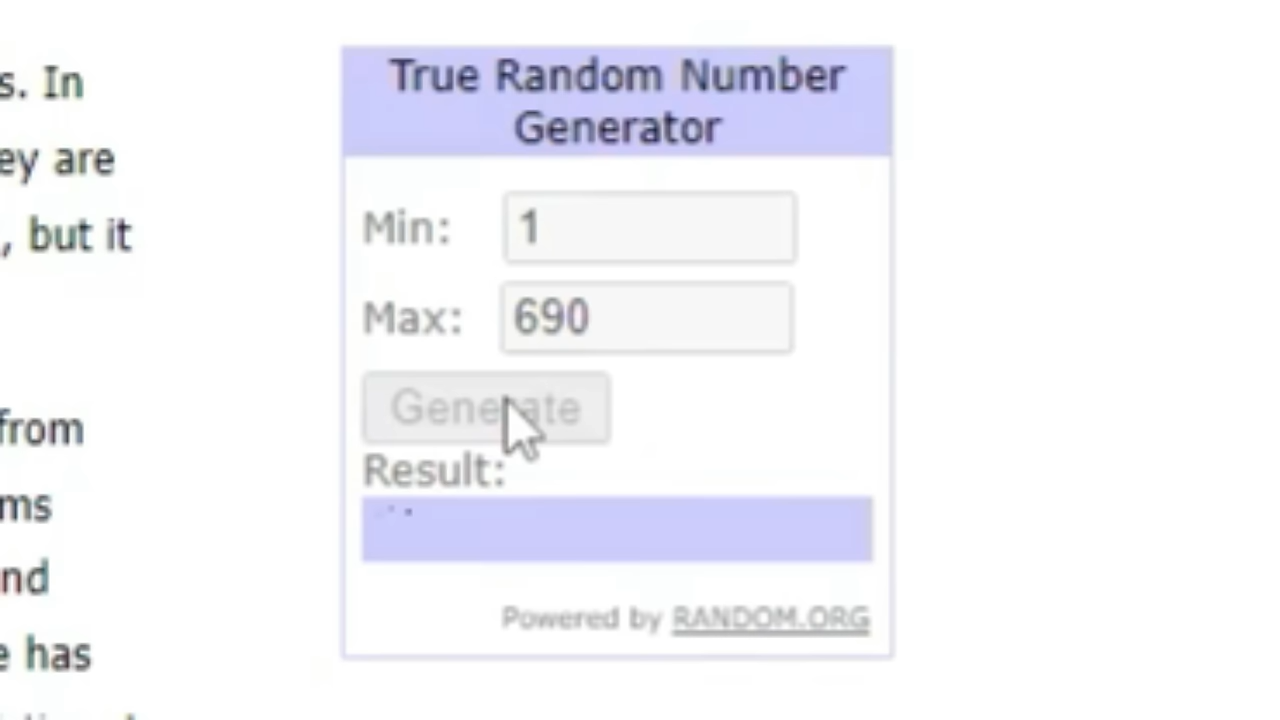 s. In
ey are
, but it
from
ms
nd
e has
True Random Number
Generator
Min: 1
Max: 690
Generate
Result:
Powered by RANDOM.ORG